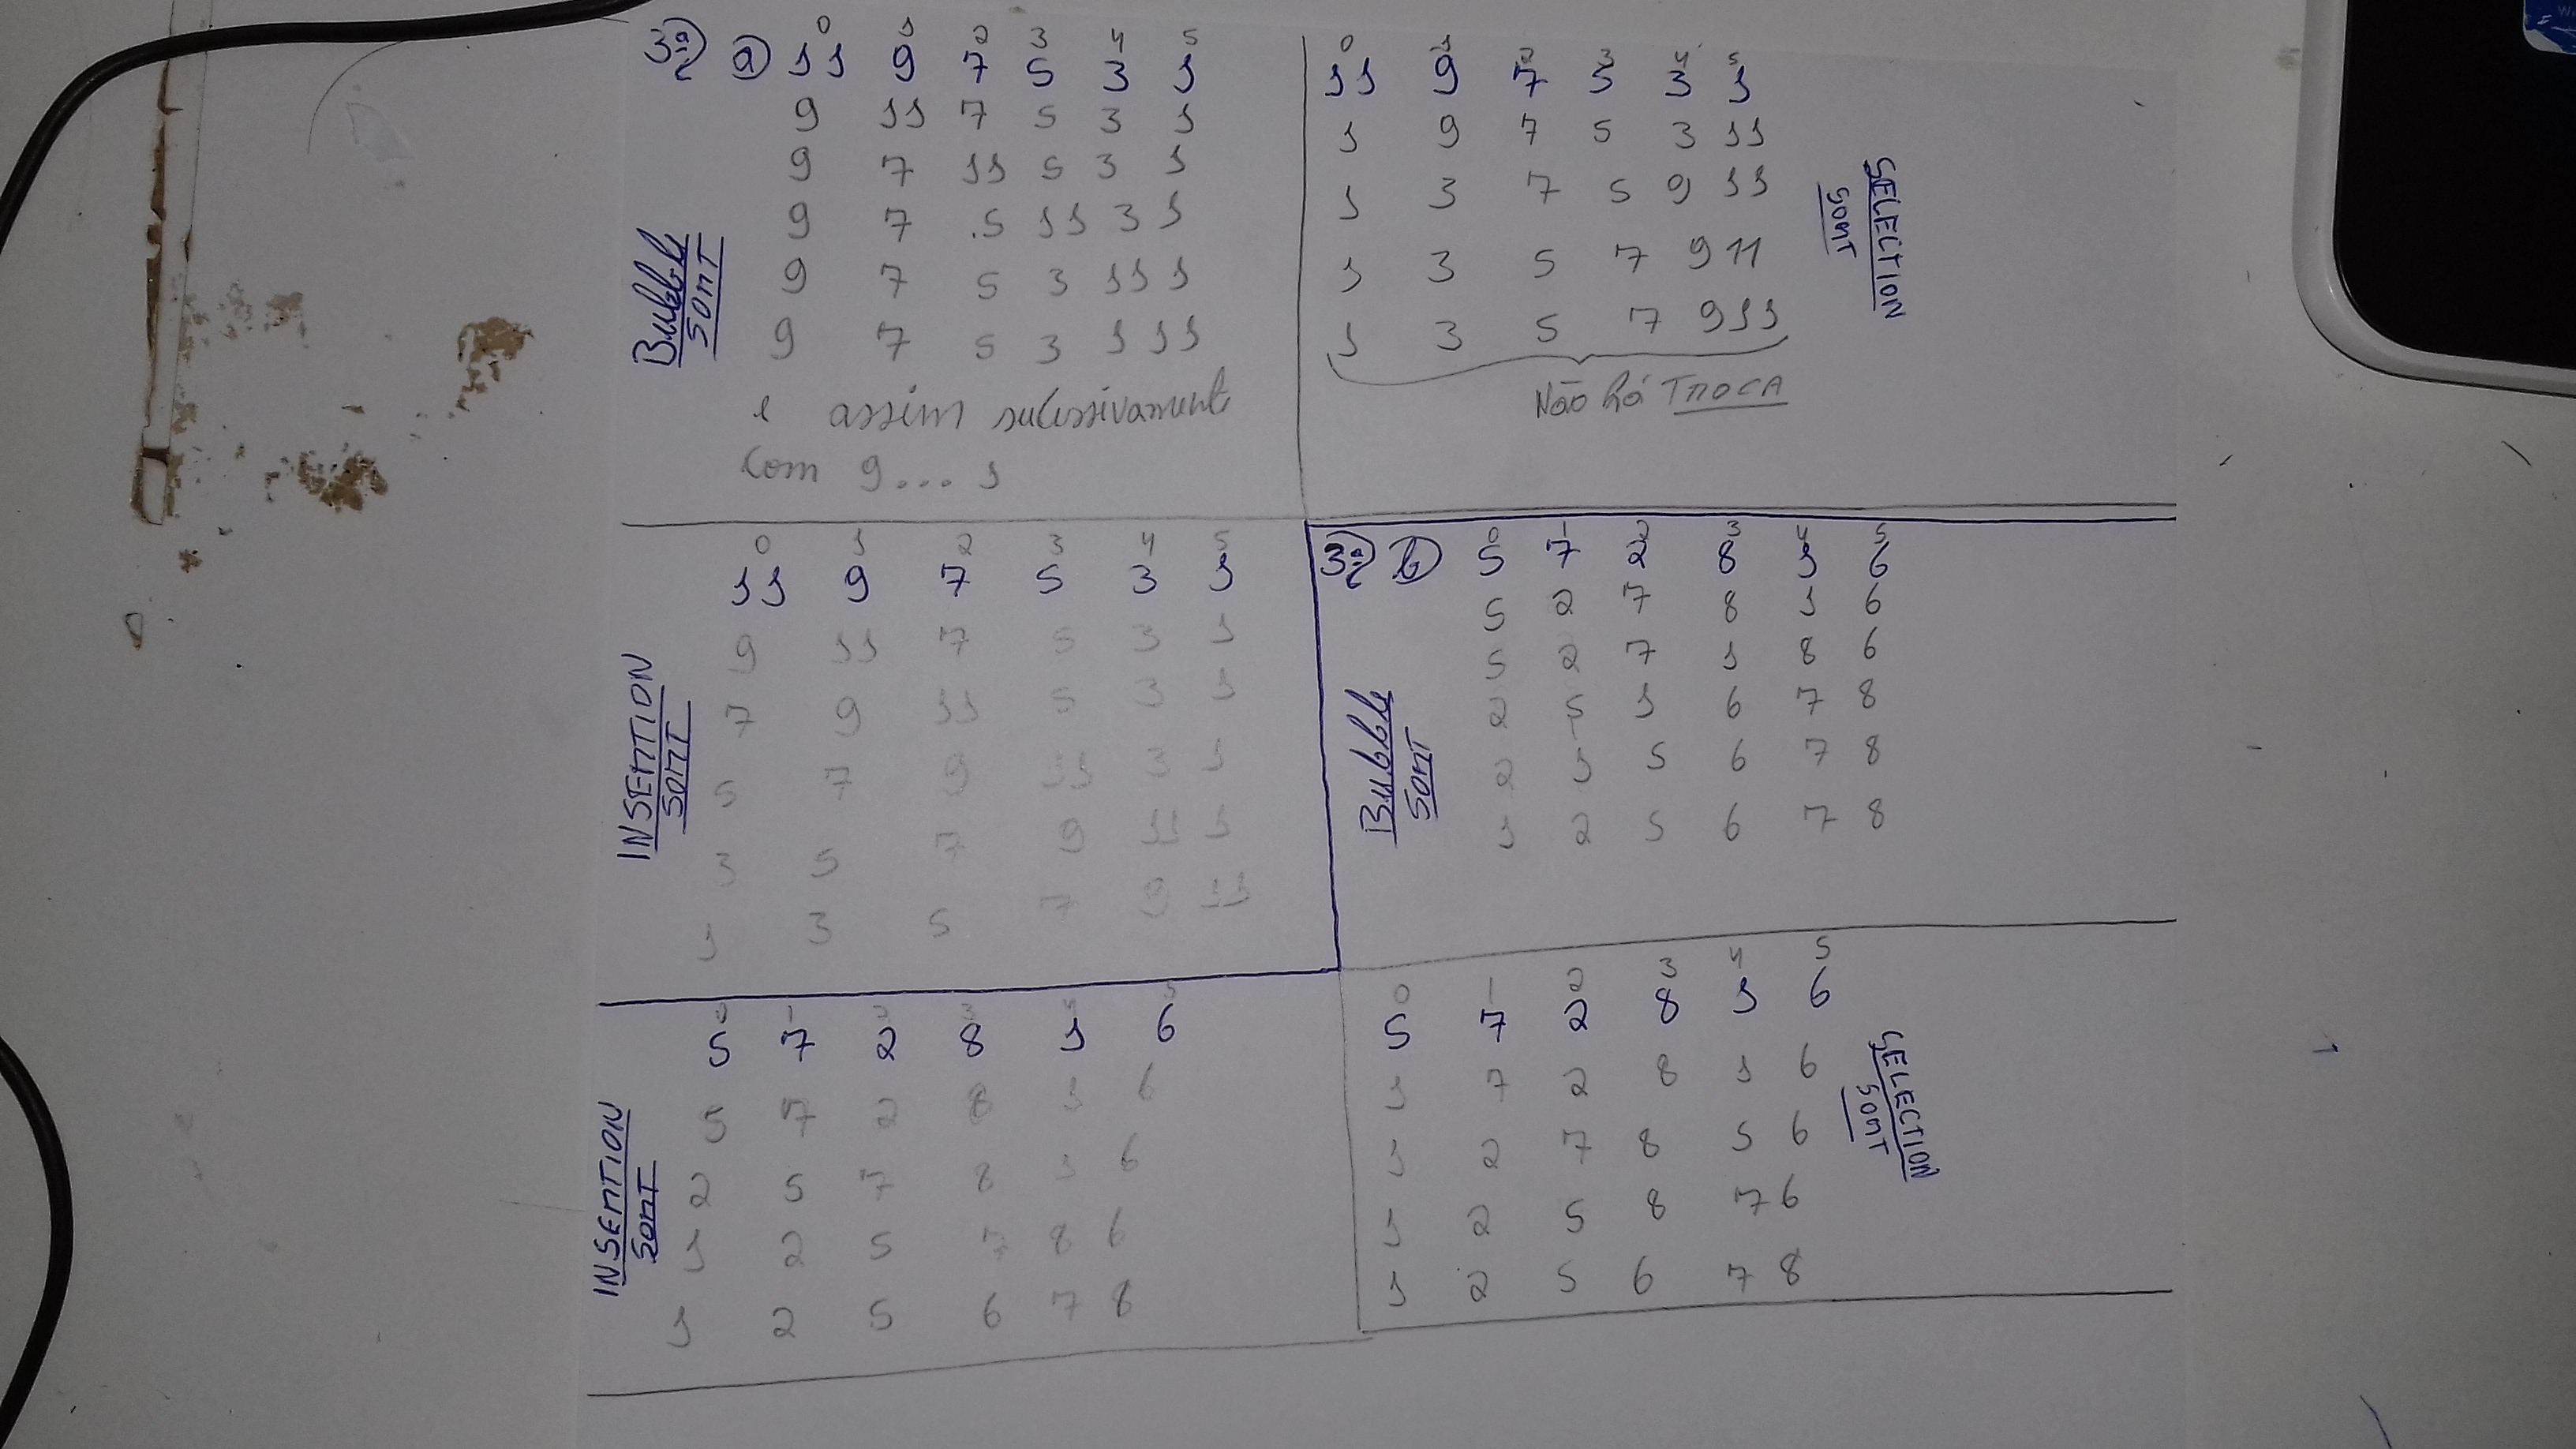 3º) a)
Bubble
SORT
0 1 2 3 4 5
11 9 7 5 3 1
9 11 7 5 3 1
9 7 11 5 3 1
9 7 5 11 3 1
9 7 5 3 11 1
9 7 5 3 1 11
e assim sucessivamente
com 9....1
SELECTION
SORT
0 1 2 3 4 5
11 9 7 5 3 1
1 9 7 5 3 11
1 3 7 5 9 11
1 3 5 7 9 11
1 3 5 7 9 11
Não há TROCA
INSERTION
SORT
0 1 2 3 4 5
11 9 7 5 3 1
9 11 7 5 3 1
7 9 11 5 3 1
5 7 9 11 3 1
3 5 7 9 11 1
1 3 5 7 9 11
3º) b)
Bubble
SORT
0 1 2 3 4 5
5 7 2 8 1 6
5 2 7 8 1 6
5 2 7 1 8 6
2 5 1 6 7 8
2 1 5 6 7 8
1 2 5 6 7 8
INSERTION
SORT
0 1 2 3 4 5
5 7 2 8 1 6
5 7 2 8 1 6
2 5 7 8 1 6
1 2 5 7 8 6
1 2 5 6 7 8
SELECTION
SORT
0 1 2 3 4 5
5 7 2 8 1 6
1 7 2 8 5 6
1 2 7 8 5 6
1 2 5 8 7 6
1 2 5 6 7 8